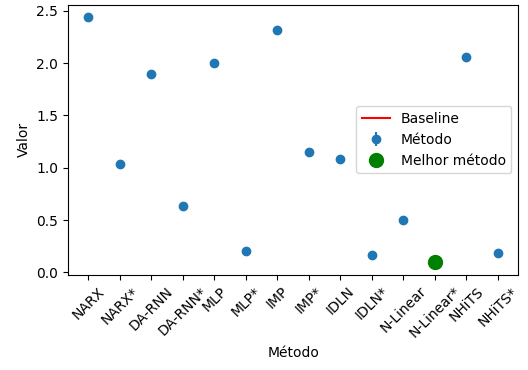 2.5
2.0
1.5
1.0
0.5
0.0
Valor
Baseline
Método
Melhor método
NARX
NARX*
DA-RNN
DA-RNN*
MLP
MLP*
IMP
IMP*
IDLN
IDLN*
N-Linear
N-Linear*
NHiTS
NHiTS*
Método